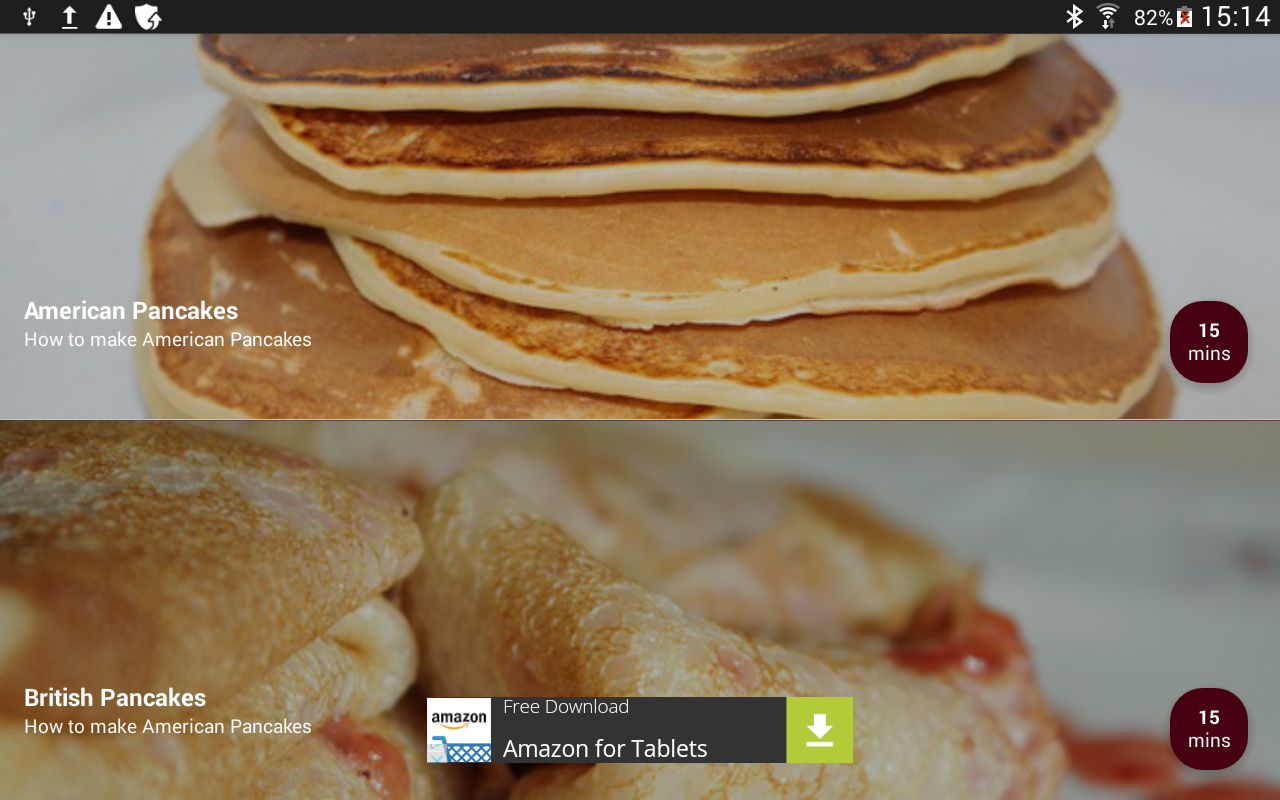 82% 15:14
American Pancakes
How to make American Pancakes
15
mins
British Pancakes
How to make American Pancakes
amazon
Free Download
Amazon for Tablets
15
mins